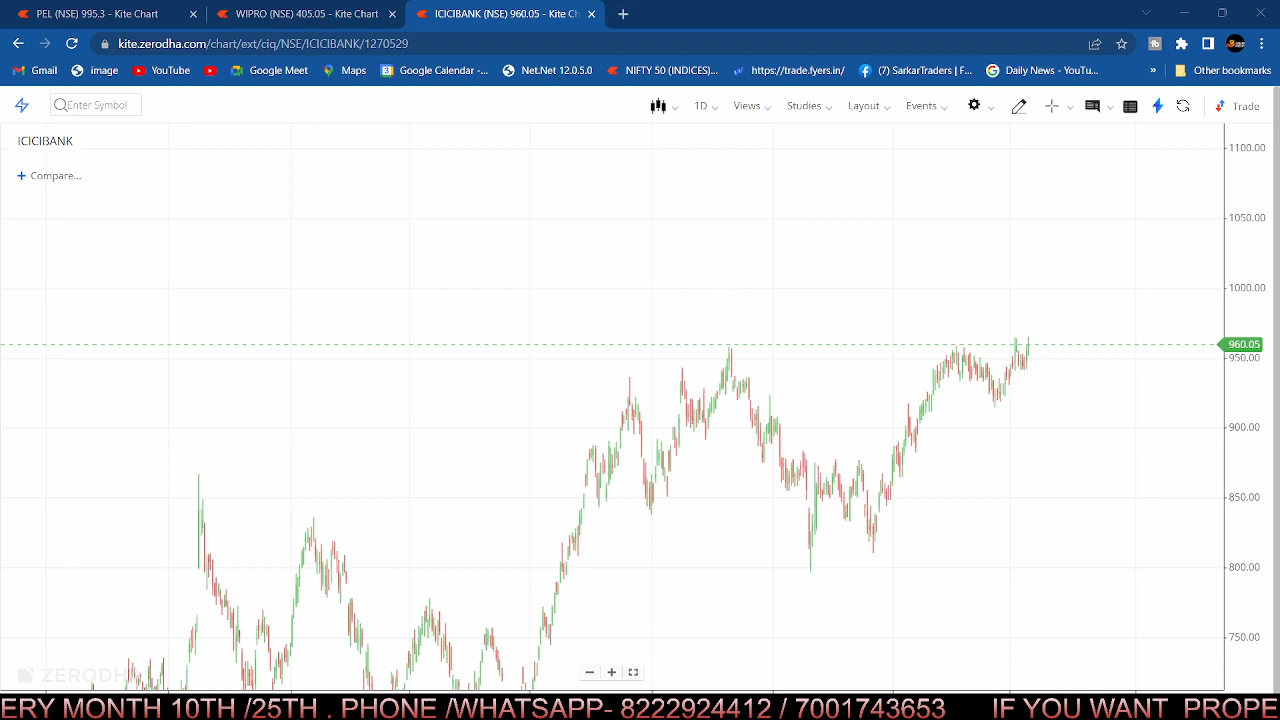 PEL (NSE) 995.3 - Kite Chart
WIPRO (NSE) 405.05 - Kite Chart
ICICIBANK (NSE) 960.05 - Kite Ch
kite.zerodha.com/chart/ext/ciq/NSE/ICICIBANK/1270529
Gmail image YouTube Google Meet Maps Google Calendar -... Net.Net 12.0.5.0 NIFTY 50 (INDICES)... https://trade.fyers.in/ (7) SarkarTraders | F... Daily News - YouTu... » Other bookmarks
Enter Symbol 1D Views Studies Layout Events Trade
ICICIBANK
+ Compare...
1100.00
1050.00
1000.00
960.05
950.00
900.00
850.00
800.00
750.00
ZERODH
ERY MONTH 10TH /25TH . PHONE /WHATSAPP- 8222924412 / 7001743653 IF YOU WANT PROPE